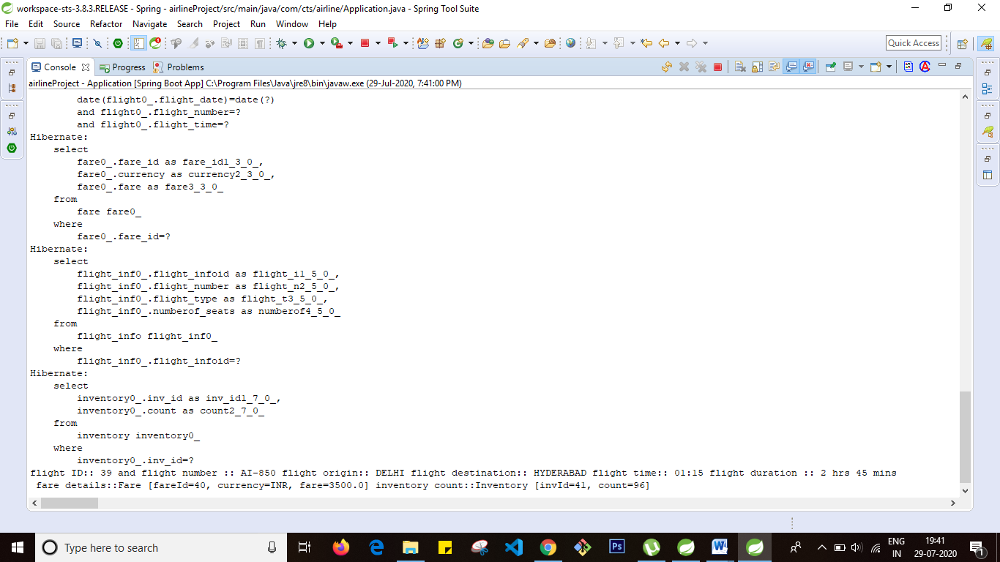 workspace-sts-3.8.3.RELEASE - Spring - airlineProject/src/main/java/com/cts/airline/Application.java - Spring Tool Suite
File Edit Source Refactor Navigate Search Project Run Window Help
Quick Access
Console Progress Problems
airlineProject - Application [Spring Boot App] C:\Program Files\Java\jre8\bin\javaw.exe (29-Jul-2020, 7:41:00 PM)
date(flight0_.flight_date)=date(?)
and flight0_.flight_number=?
and flight0_.flight_time=?
Hibernate:
select
fare0_.fare_id as fare_id1_3_0_,
fare0_.currency as currency2_3_0_,
fare0_.fare as fare3_3_0_
from
fare fare0_
where
fare0_.fare_id=?
Hibernate:
select
flight_inf0_.flight_infoid as flight_i1_5_0_,
flight_inf0_.flight_number as flight_n2_5_0_,
flight_inf0_.flight_type as flight_t3_5_0_,
flight_inf0_.numberof_seats as numberof4_5_0_
from
flight_info flight_inf0_
where
flight_inf0_.flight_infoid=?
Hibernate:
select
inventory0_.inv_id as inv_id1_7_0_,
inventory0_.count as count2_7_0_
from
inventory inventory0_
where
inventory0_.inv_id=?
flight ID:: 39 and flight number :: AI-850 flight origin:: DELHI flight destination:: HYDERABAD flight time:: 01:15 flight duration :: 2 hrs 45 mins
fare details::Fare [fareId=40, currency=INR, fare=3500.0] inventory count::Inventory [invId=41, count=96]
Type here to search
Ps
ENG
IN
19:41
29-07-2020
1